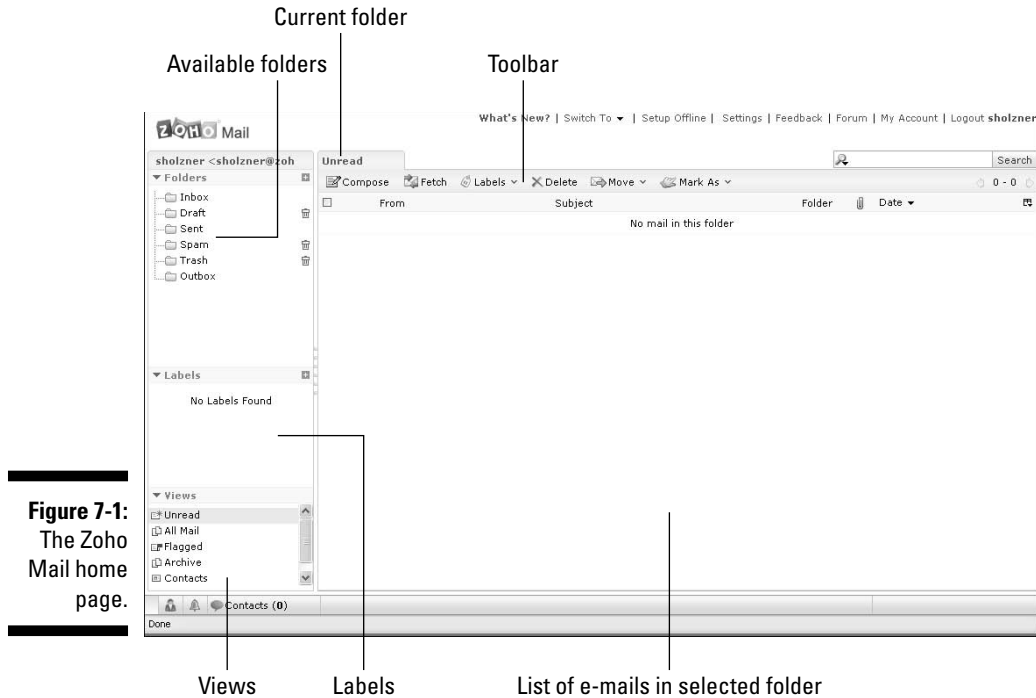 Current folder
Available folders
Toolbar
ZOHO Mail
What's New? | Switch To | Setup Offline | Settings | Feedback | Forum | My Account | Logout sholzner
sholzner <sholzner@zoh
Unread
Search
Folders
Compose Fetch Labels Delete Move Mark As
0 - 0
Inbox
Draft
Sent
Spam
Trash
Outbox
From Subject Folder Date
No mail in this folder
Labels
No Labels Found
Views
Unread
All Mail
Flagged
Archive
Contacts
Contacts (0)
Done
Figure 7-1:
The Zoho
Mail home
page.
Views
Labels
List of e-mails in selected folder